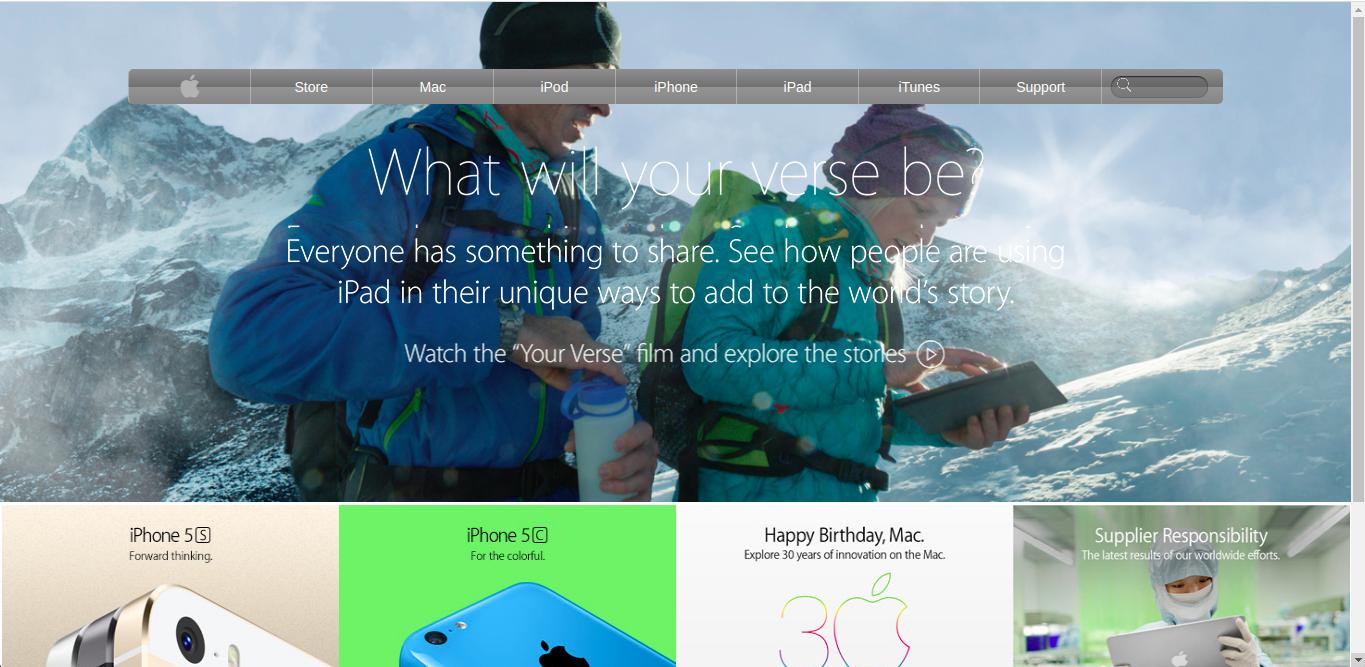 Store
Mac
iPod
iPhone
iPad
iTunes
Support
What will your verse be?
Everyone has something to share. See how people are using
iPad in their unique ways to add to the world's story.
Watch the “Your Verse” film and explore the stories
iPhone 5S
Forward thinking.
iPhone 5C
For the colorful.
Happy Birthday, Mac.
Explore 30 years of innovation on the Mac.
30
Supplier Responsibility
The latest results of our worldwide efforts.